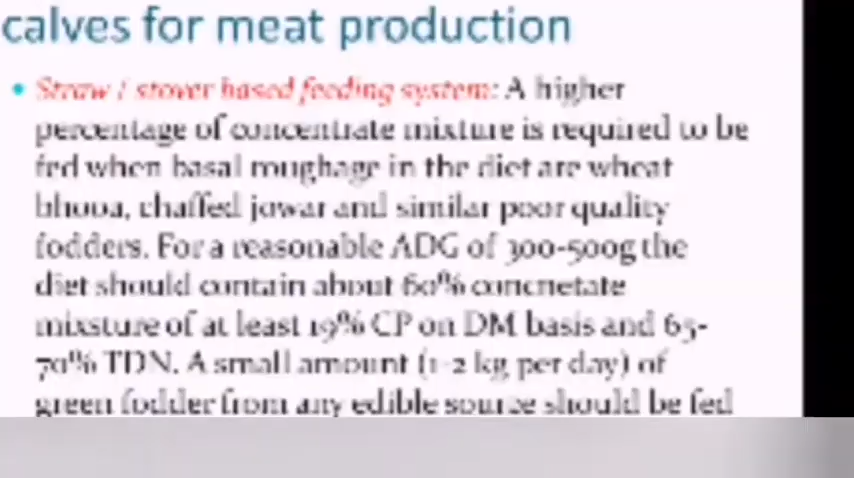 calves for meat production
• Straw / stover based feeding system: A higher
percentage of concentrate mixture is required to be
fed when basal roughage in the diet are wheat
bhusa, chaffed jowar and similar poor quality
fodders. For a reasonable ADG of 300-500g the
diet should contain about 60% concnetate
mixsture of at least 19% CP on DM basis and 65-
70% TDN. A small amount (1-2 kg per day) of
green fodder from any edible source should be fed